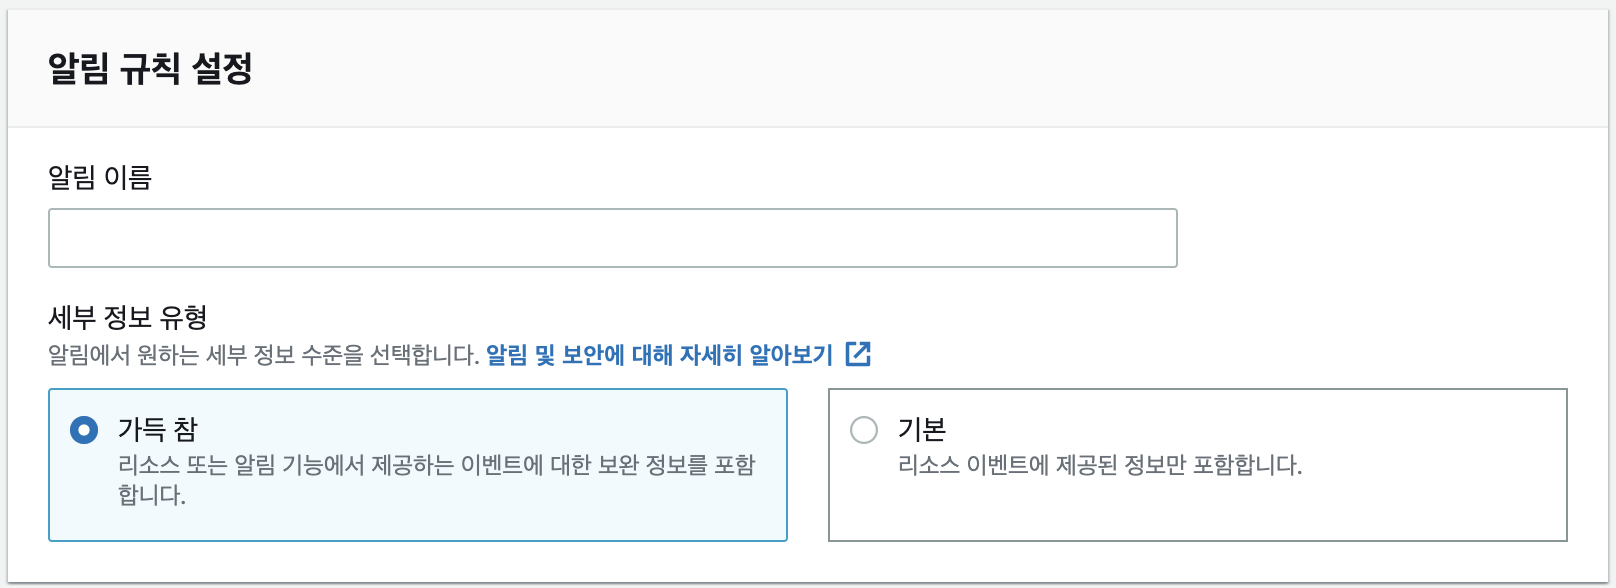 알림 규칙 설정
알림 이름
세부 정보 유형
알림에서 원하는 세부 정보 수준을 선택합니다. 알림 및 보안에 대해 자세히 알아보기
가득 참
리소스 또는 알림 기능에서 제공하는 이벤트에 대한 보완 정보를 포함
합니다.
기본
리소스 이벤트에 제공된 정보만 포함합니다.